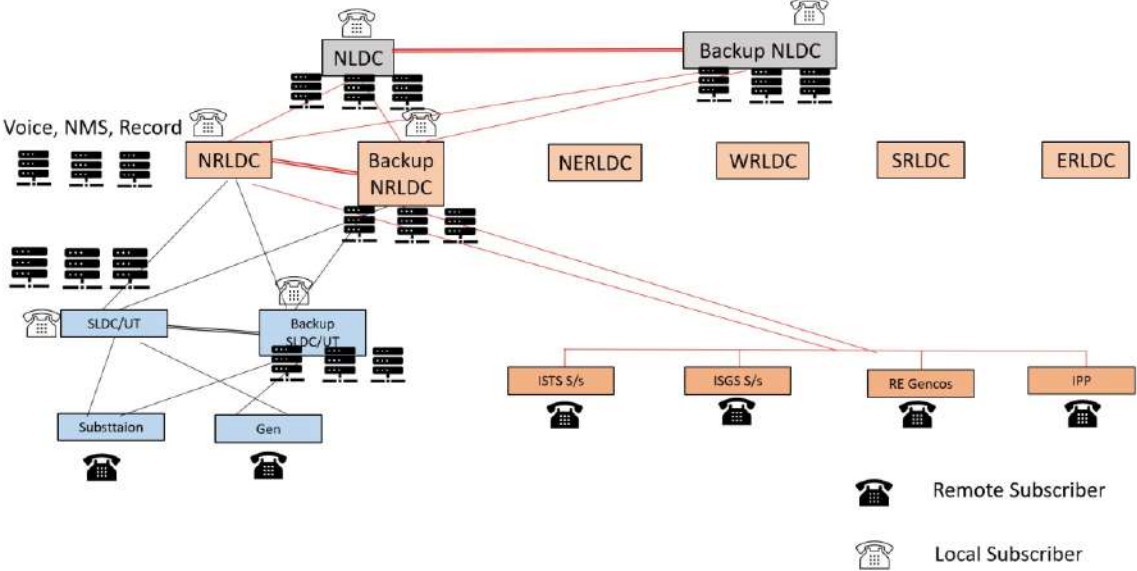 NLDC
Backup NLDC
Voice, NMS, Record
NRLDC
Backup
NRLDC
NERLDC
WRLDC
SRLDC
ERLDC
SLDC/UT
Backup
SLDC/UT
ISTS S/s
ISGS S/s
RE Gencos
IPP
Substtaion
Gen
Remote Subscriber
Local Subscriber